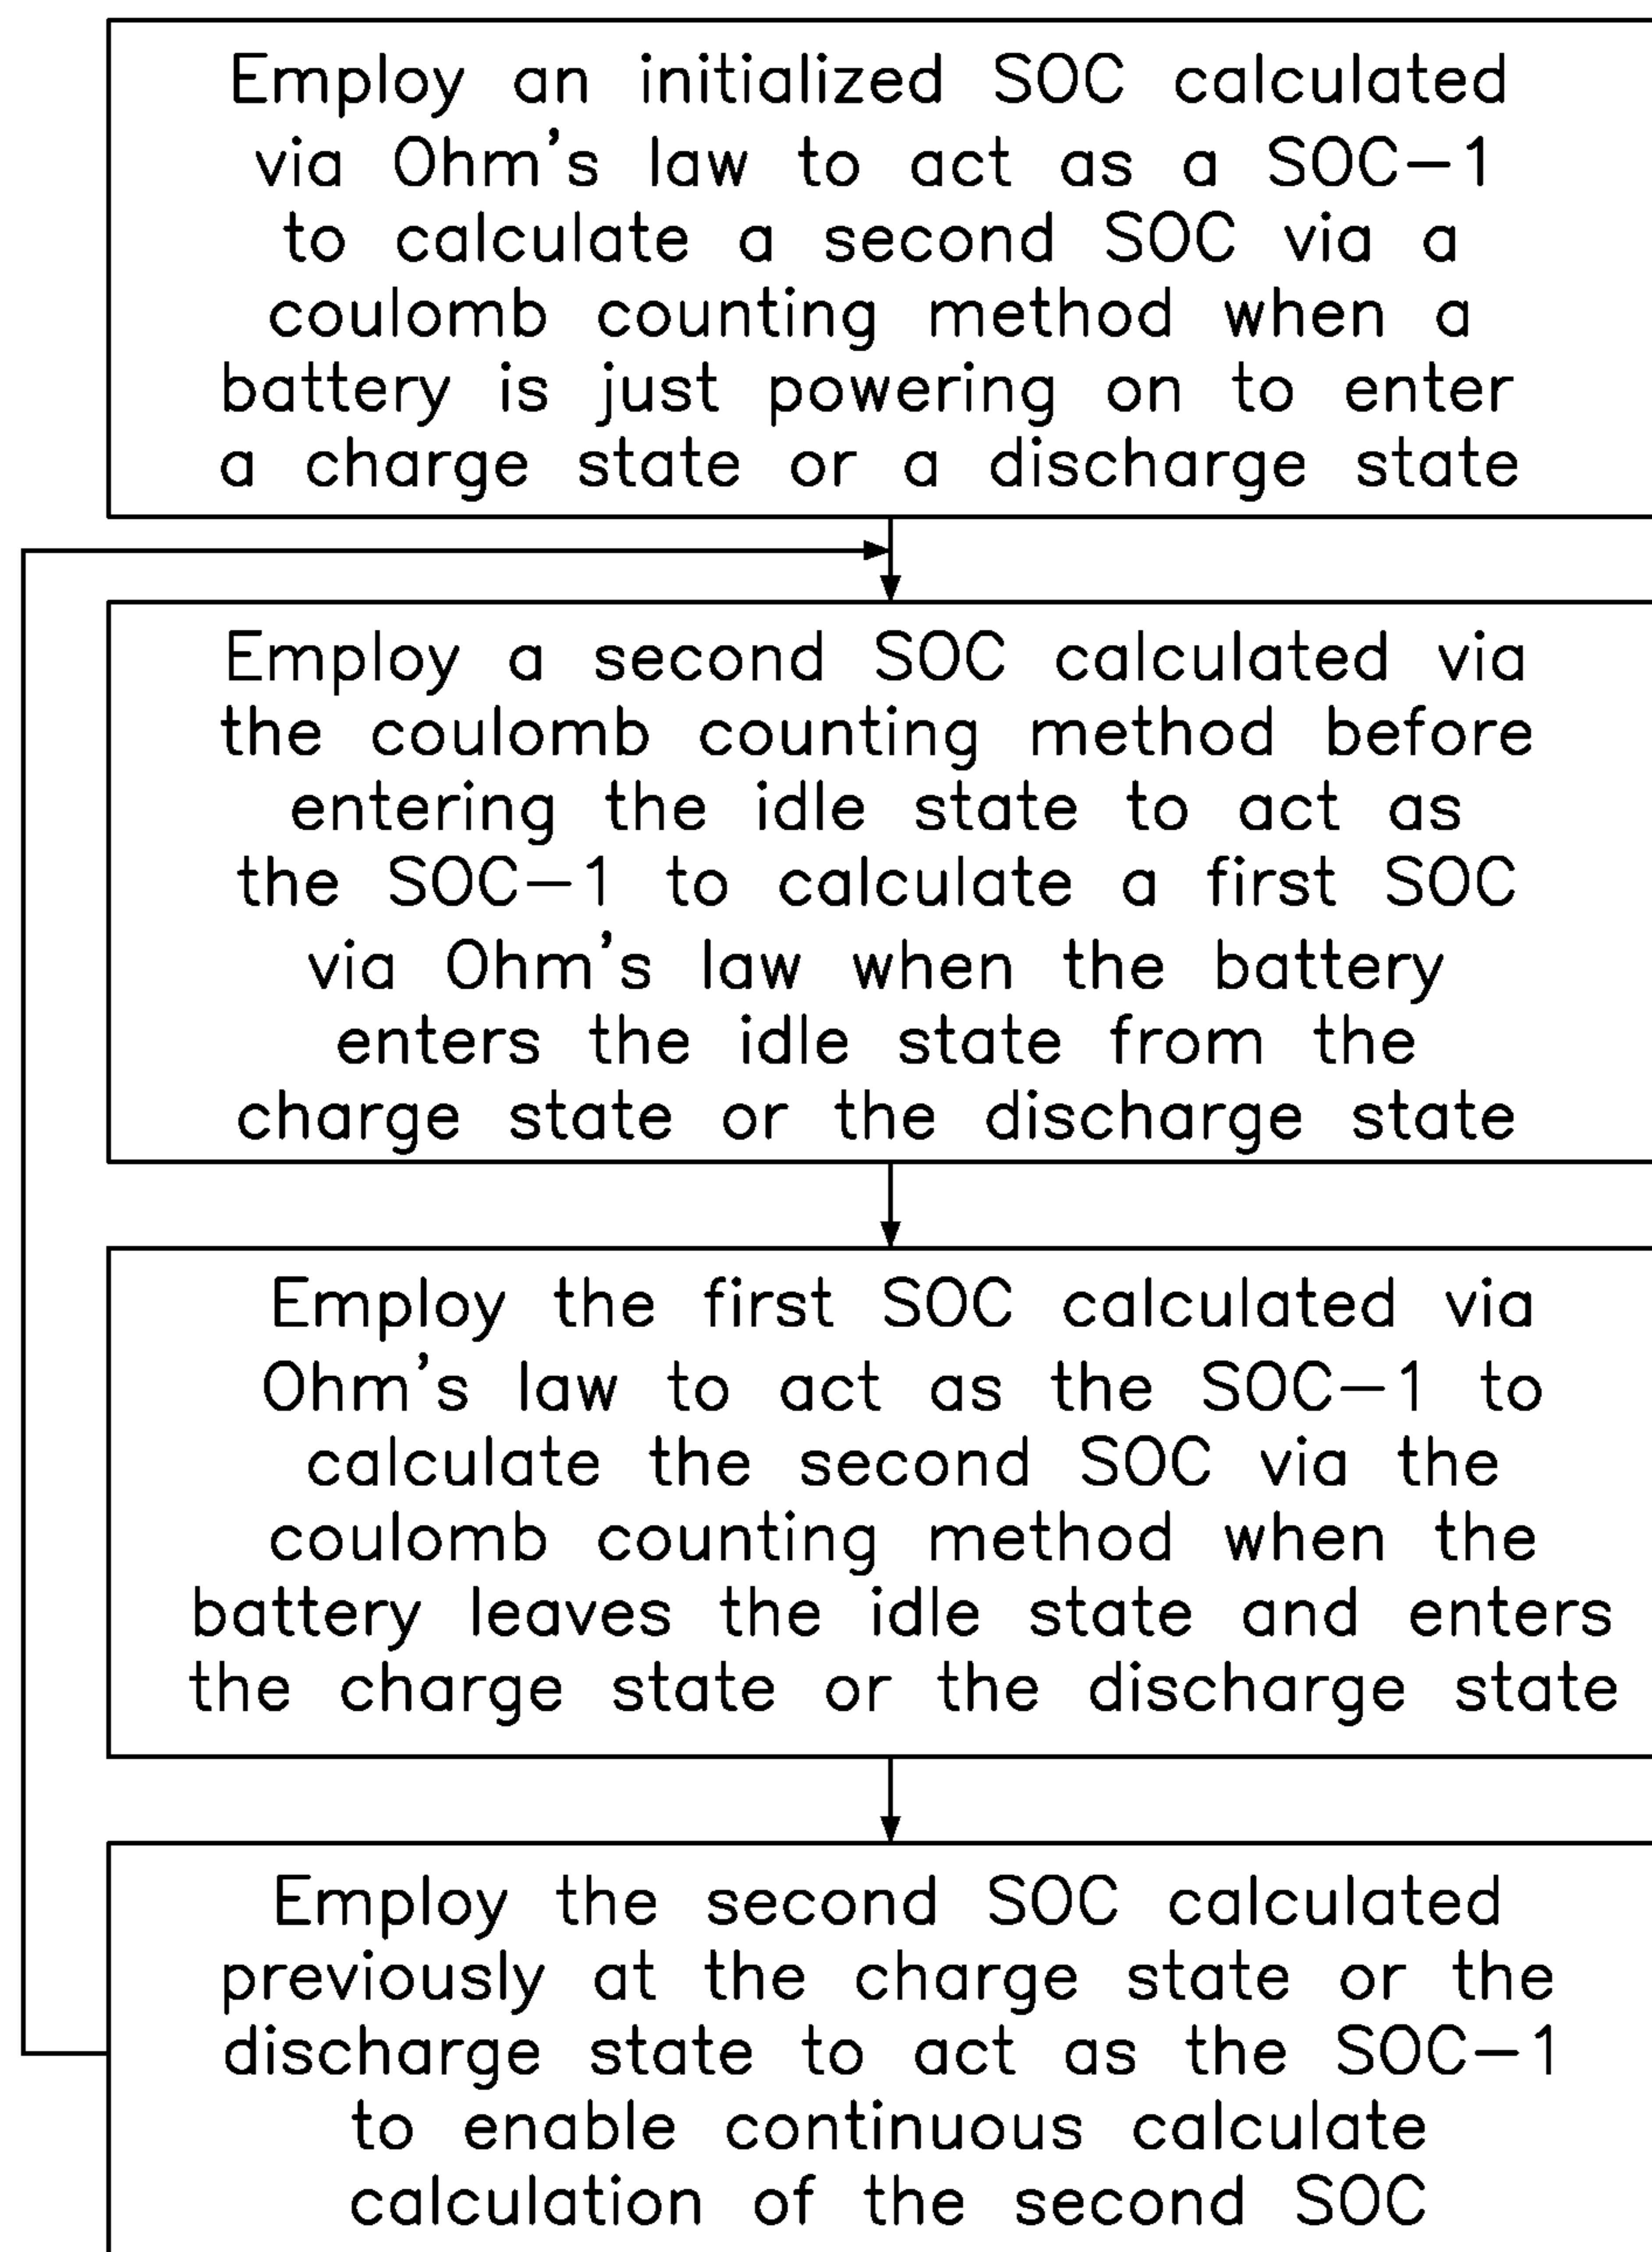 Employ an initialized SOC calculated
via Ohm's law to act as a SOC-1
to calculate a second SOC via a
coulomb counting method when a
battery is just powering on to enter
a charge state or a discharge state
Employ a second SOC calculated via
the coulomb counting method before
entering the idle state to act as
the SOC-1 to calculate a first SOC
via Ohm's law when the battery
enters the idle state from the
charge state or the discharge state
Employ the first SOC calculated via
Ohm's law to act as the SOC-1 to
calculate the second SOC via the
coulomb counting method when the
battery leaves the idle state and enters
the charge state or the discharge state
Employ the second SOC calculated
previously at the charge state or the
discharge state to act as the SOC-1
to enable continuous calculate
calculation of the second SOC